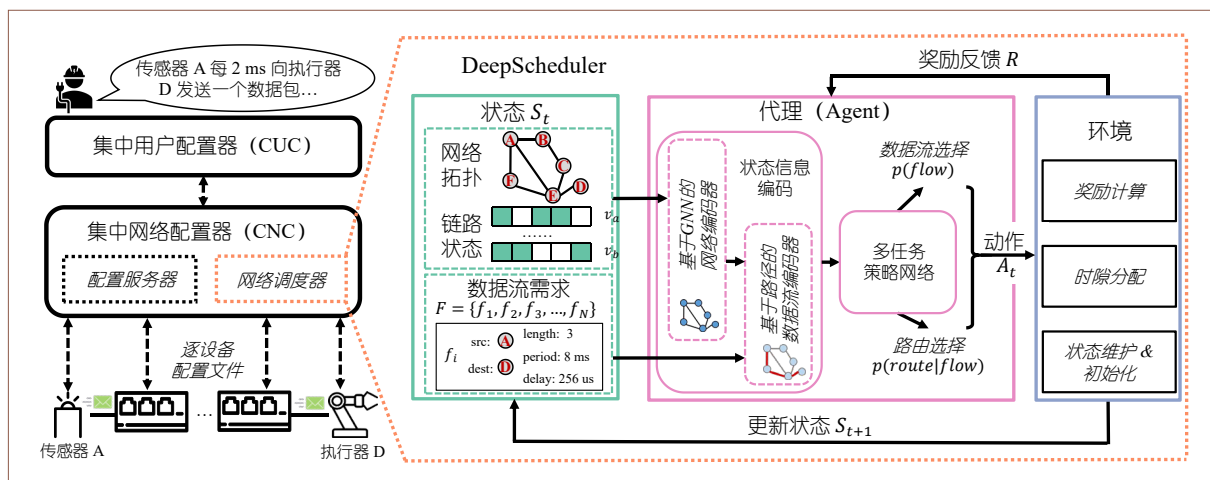 传感器 A 每 2 ms 向执行器
D 发送一个数据包…
集中用户配置器（CUC）
集中网络配置器（CNC）
配置服务器
网络调度器
逐设备
配置文件
…
传感器 A
执行器 D
DeepScheduler
状态 S_t
网络
拓扑
A
B
C
D
E
F
链路
状态
v_a
……
v_b
数据流需求
F = {f_1, f_2, f_3, …, f_N}
f_i
src: A
dest: D
length: 3
period: 8 ms
delay: 256 us
奖励反馈 R
代理（Agent）
基于GNN的
网络编码器
状态信息
编码
基于路径的
数据流编码器
多任务
策略网络
数据流选择
p(flow)
路由选择
p(route|flow)
动作
A_t
环境
奖励计算
时隙分配
状态维护 &
初始化
更新状态 S_{t+1}